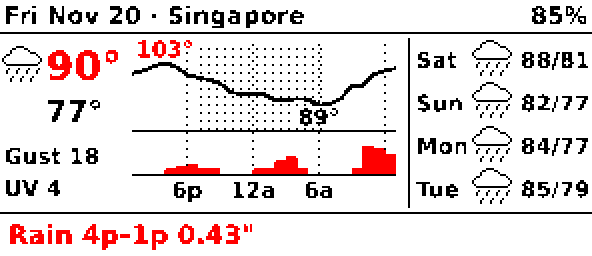 Fri Nov 20 · Singapore 85%
90°
77°
Gust 18
UV 4
103°
89°
6p 12a 6a
Sat 88/81
Sun 82/77
Mon 84/77
Tue 85/79
Rain 4p-1p 0.43"